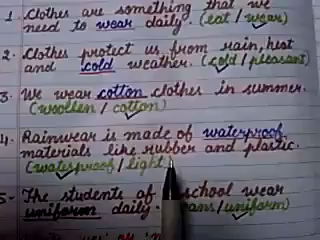 1. Clothes are something that we
need to wear daily. (eat / wear)
2. Clothes protect us from rain, heat
and cold weather. (cold / pleasant)
3. We wear cotton clothes in summer.
(woollen / cotton)
4. Rainwear is made of waterproof
materials like rubber and plastic.
(waterproof / light)
5- The students of school wear
uniform daily. ans / uniform)